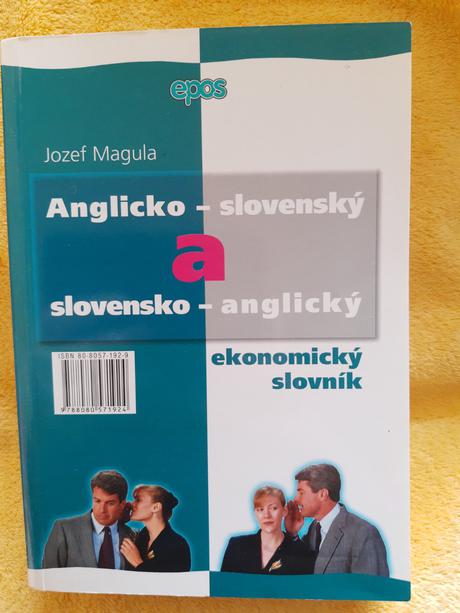 epos
Jozef Magula
Anglicko - slovenský
a
slovensko - anglický
ekonomický
slovník
ISBN 80-8057-192-9
9788080571924